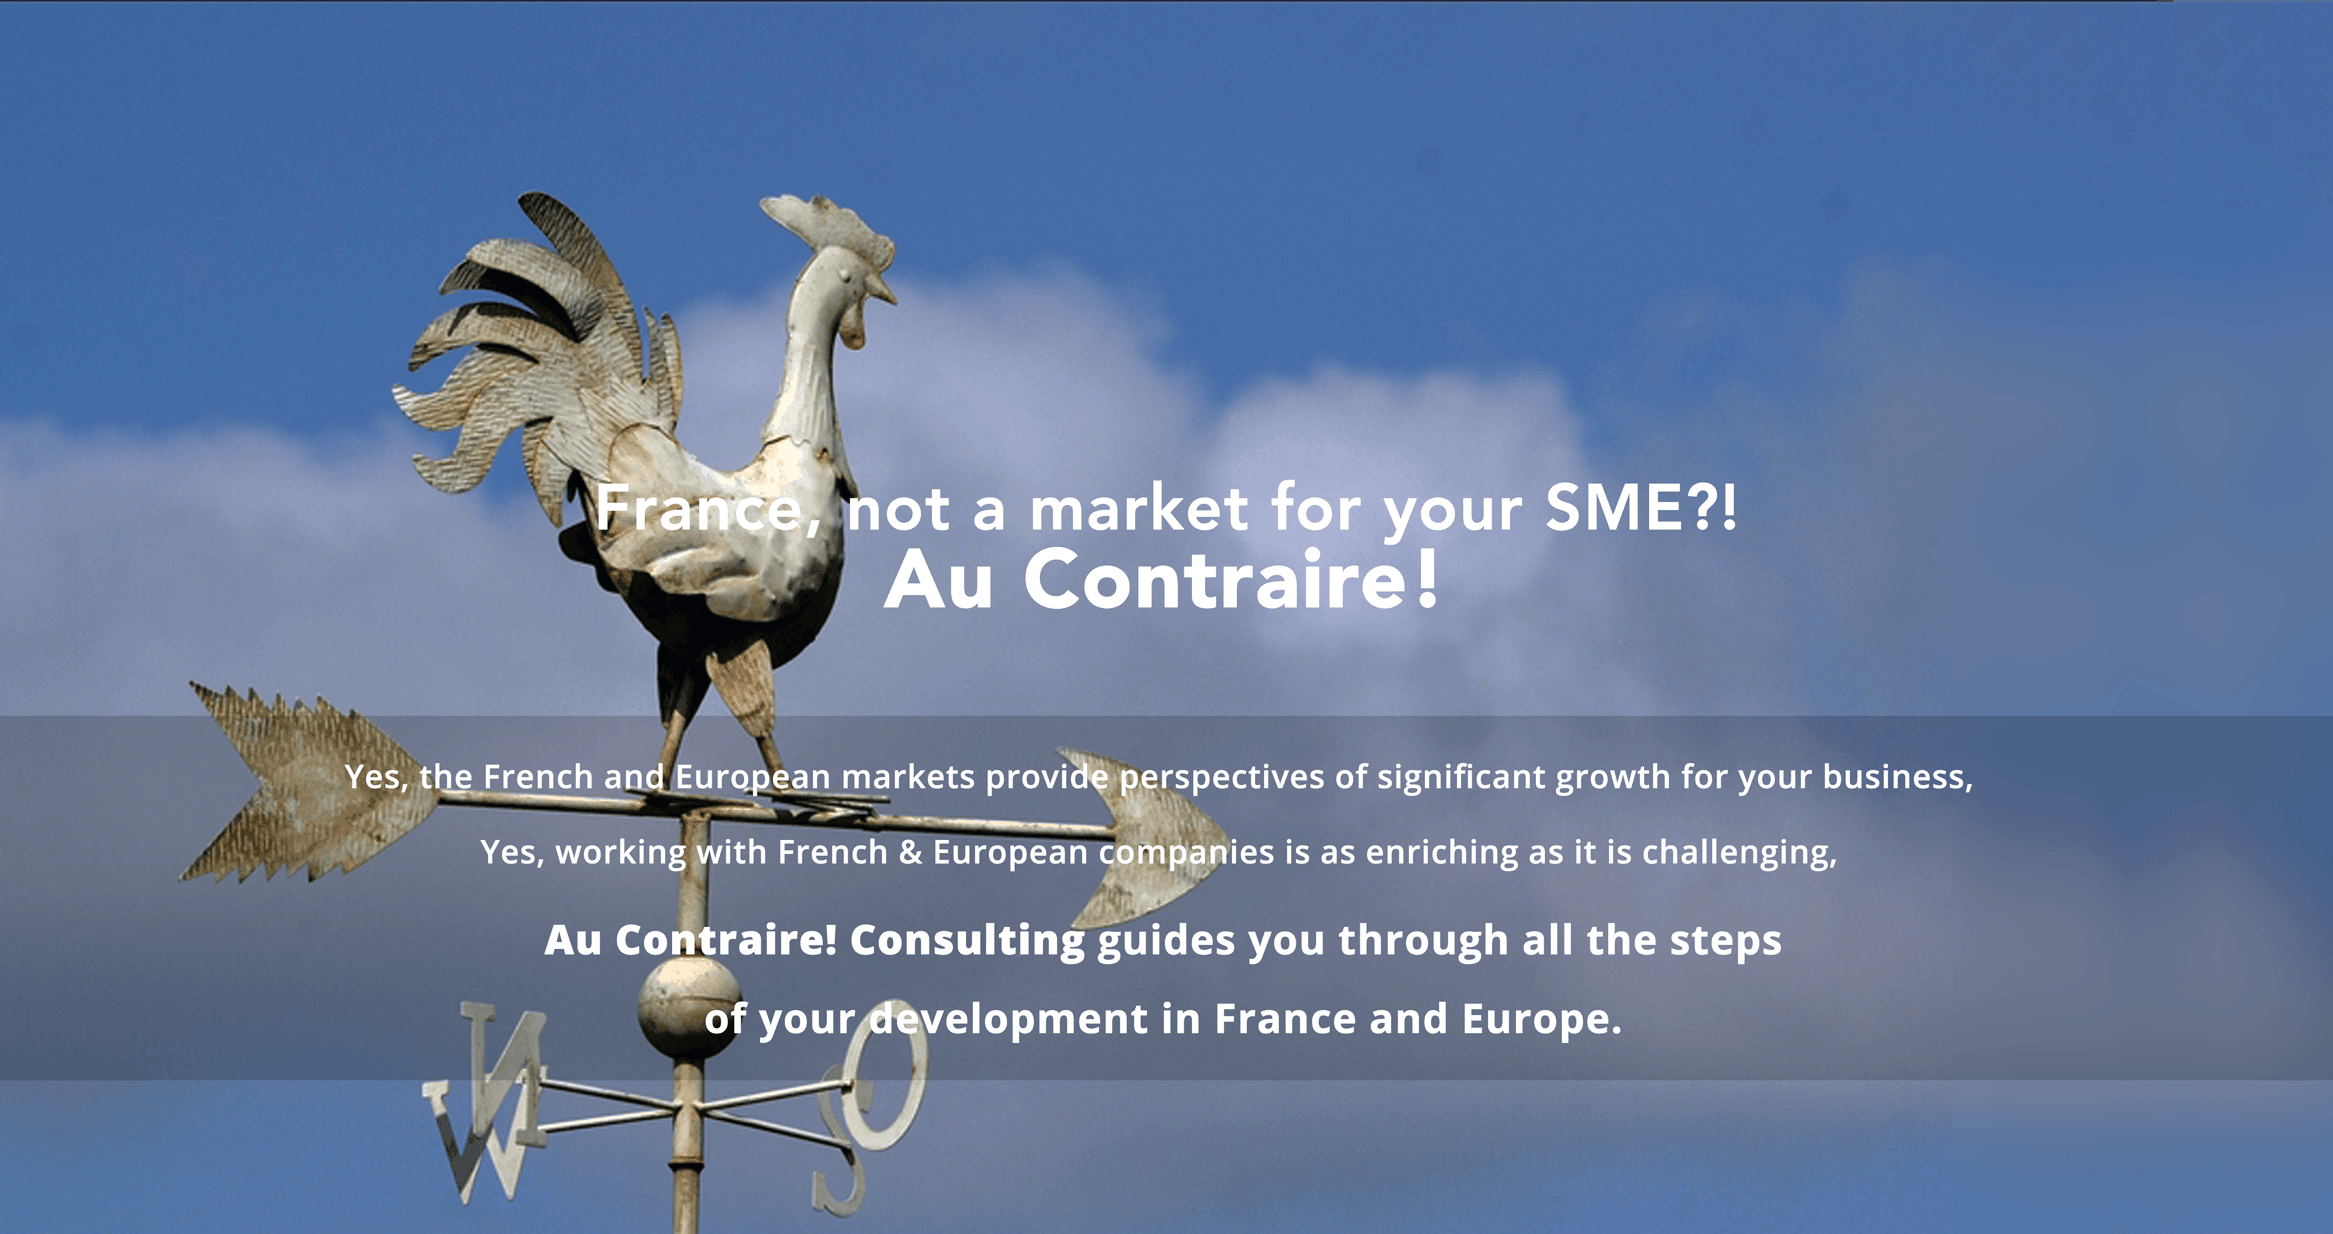 France, not a market for your SME?!
Au Contraire!
Yes, the French and European markets provide perspectives of significant growth for your business,
Yes, working with French & European companies is as enriching as it is challenging,
Au Contraire! Consulting guides you through all the steps
of your development in France and Europe.
N
O
W
S